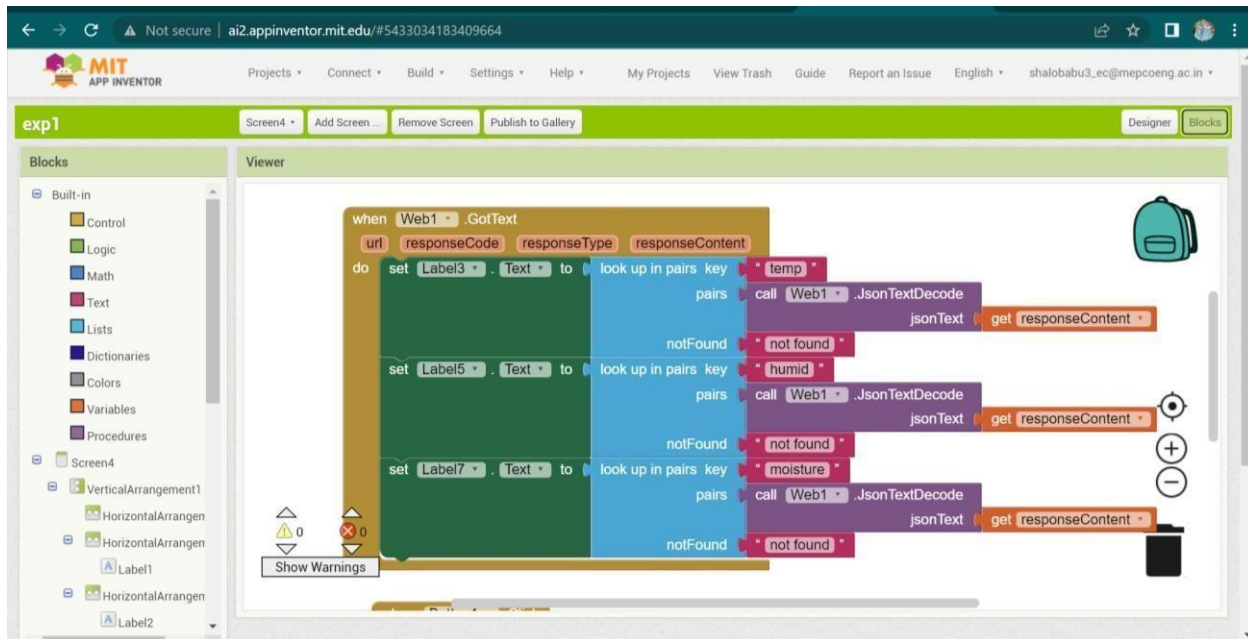 Not secure | ai2.appinventor.mit.edu/#5433034183409664
MIT
APP INVENTOR
Projects Connect Build Settings Help My Projects View Trash Guide Report an Issue English shalobabu3_ec@mepcoeng.ac.in
exp1 Screen4 Add Screen ... Remove Screen Publish to Gallery Designer Blocks
Blocks Viewer
Built-in
Control
Logic
Math
Text
Lists
Dictionaries
Colors
Variables
Procedures
Screen4
VerticalArrangement1
HorizontalArrangen
HorizontalArrangen
Label1
HorizontalArrangen
Label2
when Web1 .GotText
url responseCode responseType responseContent
do set Label3 . Text to look up in pairs key " temp "
pairs call Web1 .JsonTextDecode
jsonText get responseContent
notFound " not found "
set Label5 . Text to look up in pairs key " humid "
pairs call Web1 .JsonTextDecode
jsonText get responseContent
notFound " not found "
set Label7 . Text to look up in pairs key " moisture "
pairs call Web1 .JsonTextDecode
jsonText get responseContent
notFound " not found "
0 0
Show Warnings